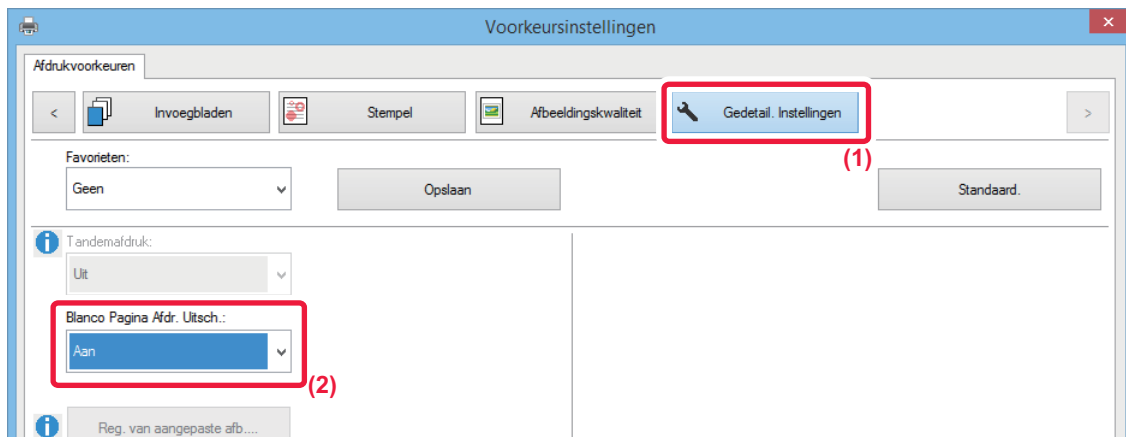 Voorkeursinstellingen
Afdrukvoorkeuren
< Invoegbladen Stempel Afbeeldingskwaliteit Gedetail. Instellingen >
(1)
Favorieten:
Geen Opslaan Standaard.
Tandemafdruk:
Uit
Blanco Pagina Afdr. Uitsch.:
Aan
(2)
Reg. van aangepaste afb....